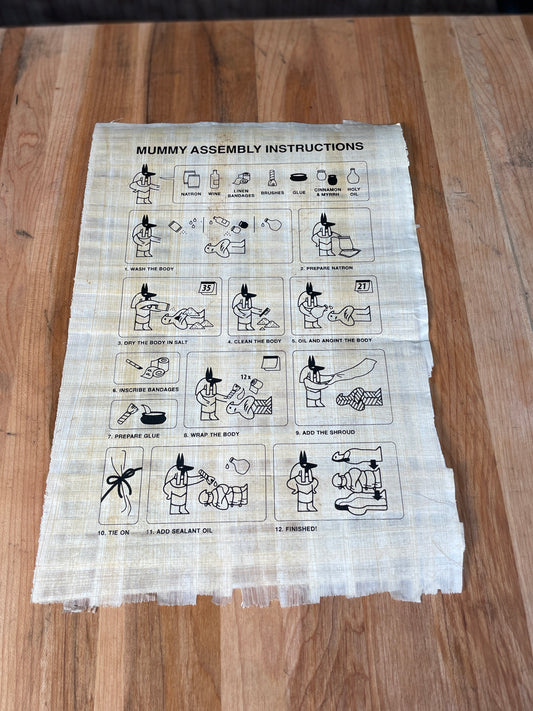 MUMMY ASSEMBLY INSTRUCTIONS
NATRON WINE LINEN BANDAGES BRUSHES GLUE CINNAMON & MYRRH HOLY OIL
1. WASH THE BODY
2. PREPARE NATRON
35
21
3. DRY THE BODY IN SALT
4. CLEAN THE BODY
5. OIL AND ANOINT THE BODY
6. INSCRIBE BANDAGES
12 x
7. PREPARE GLUE
8. WRAP THE BODY
9. ADD THE SHROUD
10. TIE ON
11. ADD SEALANT OIL
12. FINISHED!